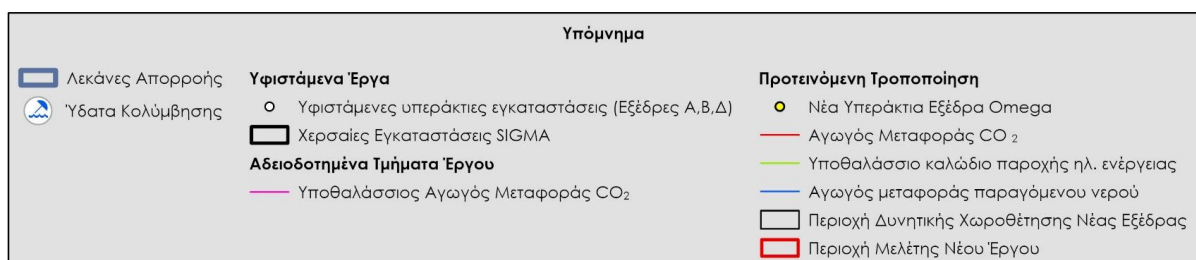 Υπόμνημα
Λεκάνες Απορροής
Ύδατα Κολύμβησης
Υφιστάμενα Έργα
Υφιστάμενες υπεράκτιες εγκαταστάσεις (Εξέδρες Α,Β,Δ)
Χερσαίες Εγκαταστάσεις SIGMA
Αδειοδοτημένα Τμήματα Έργου
Υποθαλάσσιος Αγωγός Μεταφοράς CO₂
Προτεινόμενη Τροποποίηση
Νέα Υπεράκτια Εξέδρα Omega
Αγωγός Μεταφοράς CO ₂
Υποθαλάσσιο καλώδιο παροχής ηλ. ενέργειας
Αγωγός μεταφοράς παραγόμενου νερού
Περιοχή Δυνητικής Χωροθέτησης Νέας Εξέδρας
Περιοχή Μελέτης Νέου Έργου